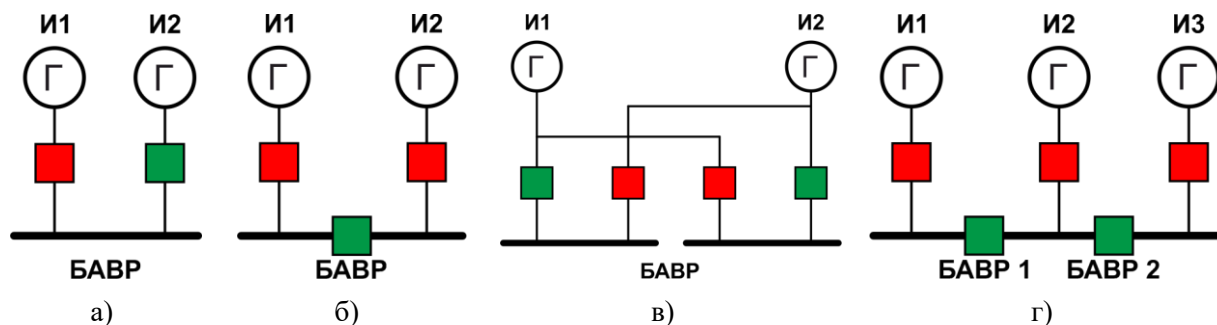 И1 И2
Г Г
БАВР
а)
И1 И2
Г Г
БАВР
б)
И1 И2
Г Г
БАВР
в)
И1 И2 И3
Г Г Г
БАВР 1 БАВР 2
г)